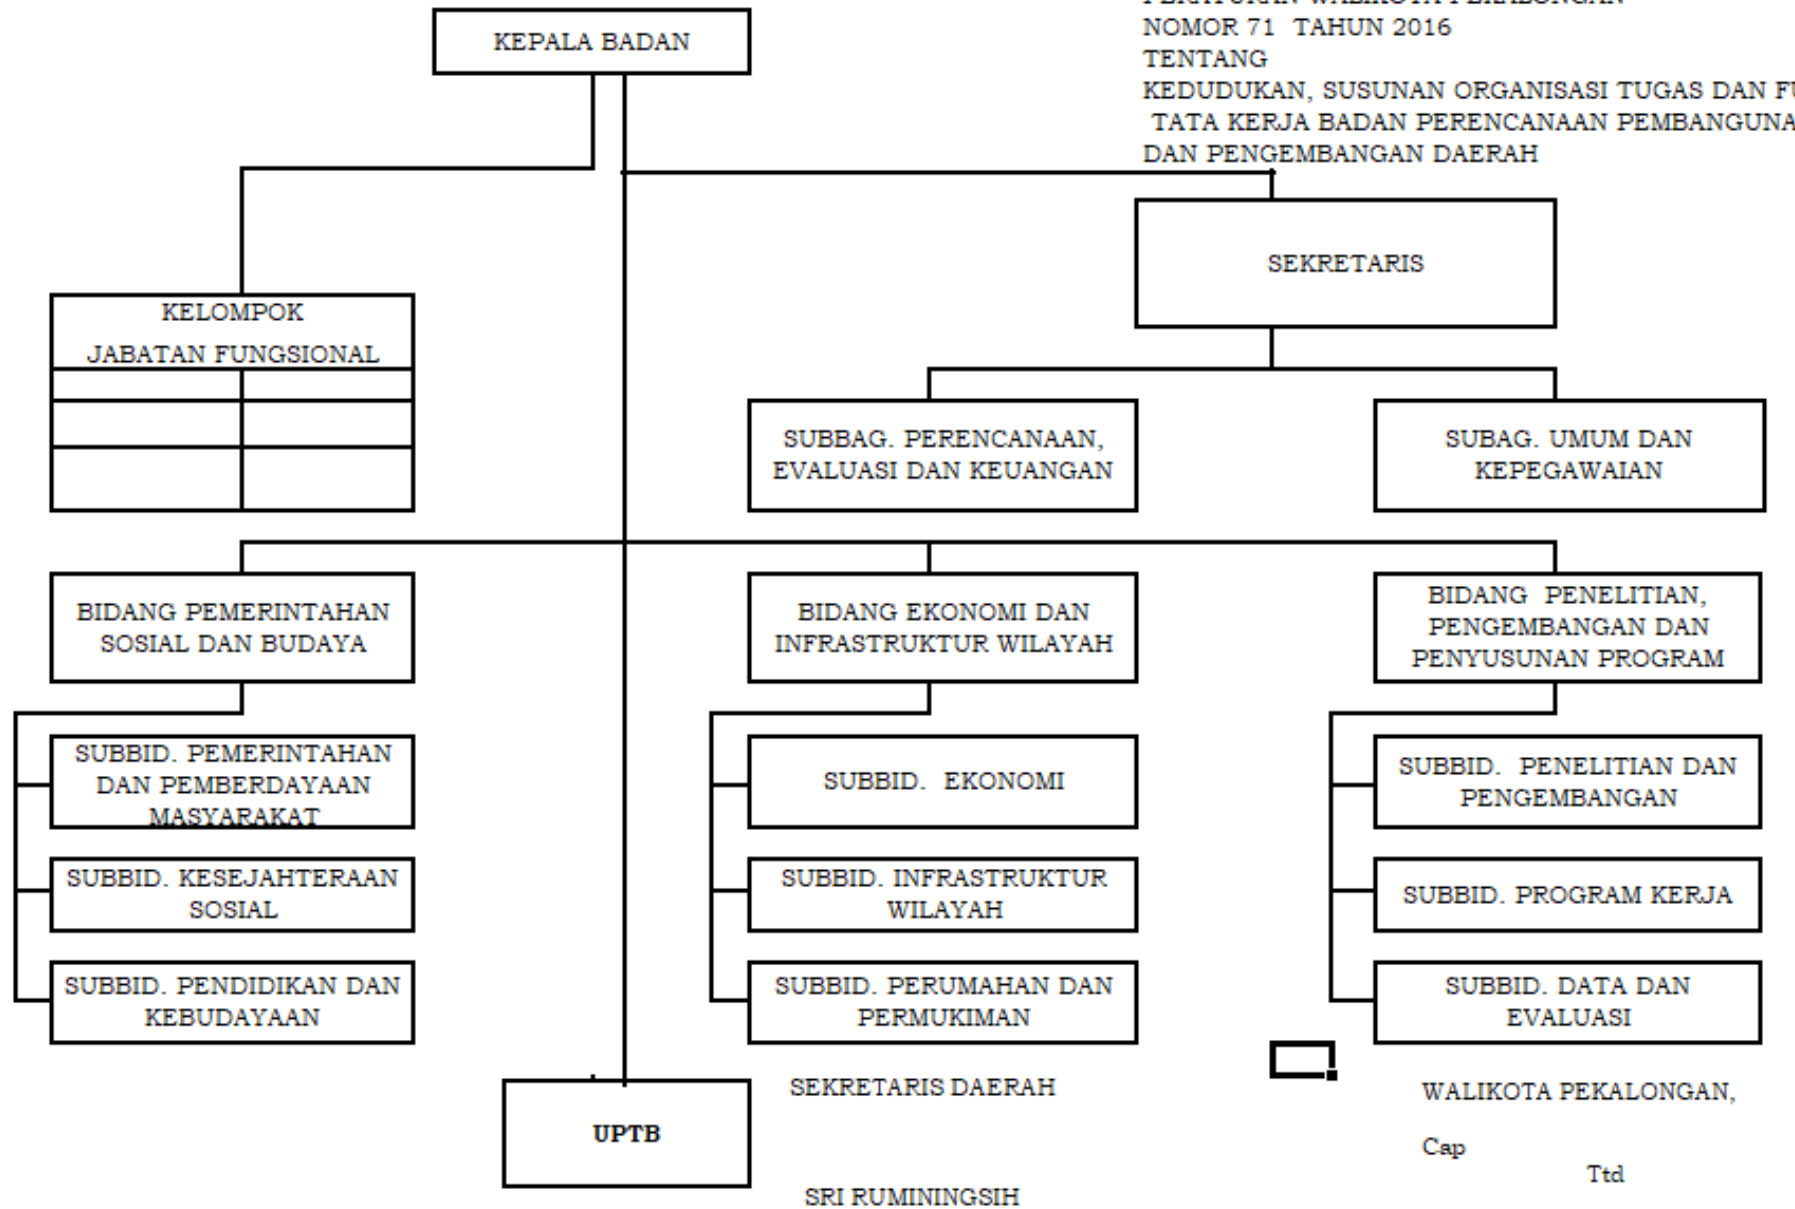 KEPALA BADAN
NOMOR 71 TAHUN 2016
TENTANG
KEDUDUKAN, SUSUNAN ORGANISASI TUGAS DAN
TATA KERJA BADAN PERENCANAAN
DAN PENGEMBANGAN DAERAH
SEKRETARIS
KELOMPOK
JABATAN FUNGSIONAL
SUBBAG. PERENCANAAN,
EVALUASI DAN KEUANGAN
SUBAG. UMUM DAN
KEPEGAWAIAN
BIDANG PEMERINTAHAN
SOSIAL DAN BUDAYA
BIDANG EKONOMI DAN
INFRASTRUKTUR WILAYAH
BIDANG PENELITIAN,
PENGEMBANGAN DAN
PENYUSUNAN PROGRAM
SUBBID. PEMERINTAHAN
DAN PEMBERDAYAAN
MASYARAKAT
SUBBID. EKONOMI
SUBBID. PENELITIAN DAN
PENGEMBANGAN
SUBBID. KESEJAHTERAAN
SOSIAL
SUBBID. INFRASTRUKTUR
WILAYAH
SUBBID. PROGRAM KERJA
SUBBID. PENDIDIKAN DAN
KEBUDAYAAN
SUBBID. PERUMAHAN DAN
PERMUKIMAN
SUBBID. DATA DAN
EVALUASI
UPTB
SEKRETARIS DAERAH
SRI RUMININGSIH
WALIKOTA PEKALONGAN,
Cap
Ttd